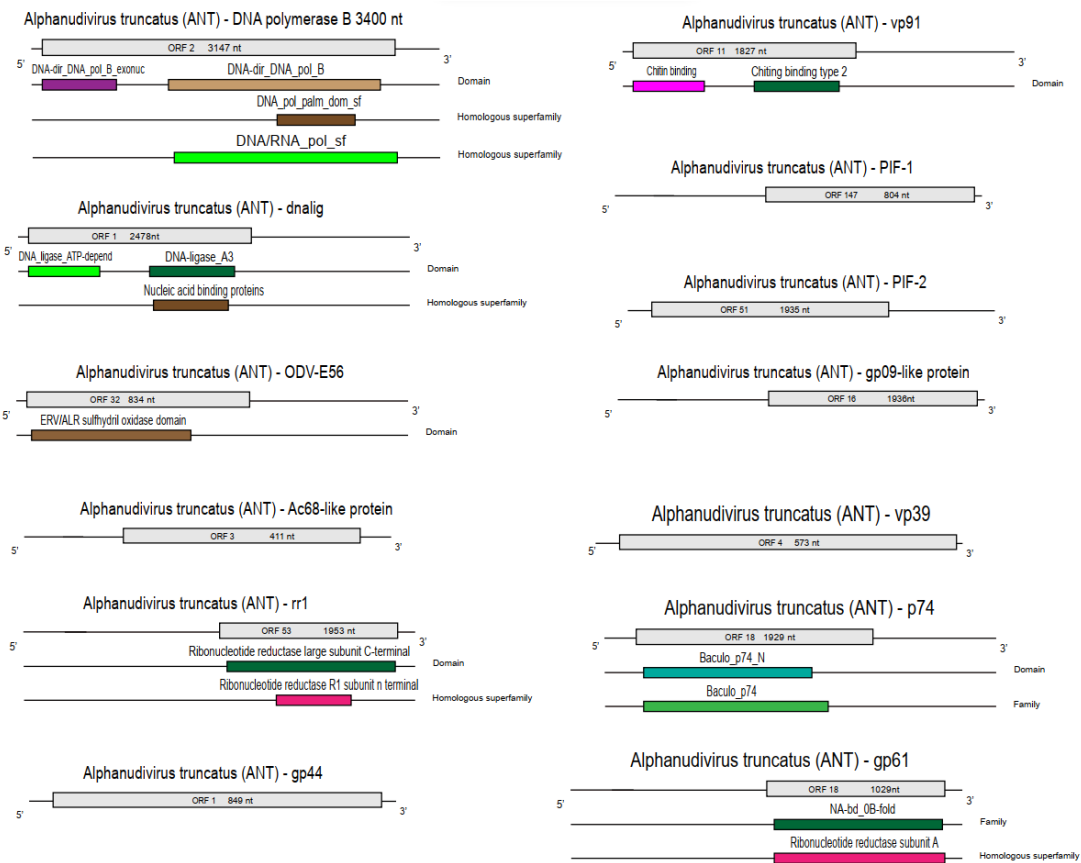 Alphanudivirus truncatus (ANT) - DNA polymerase B 3400 nt
ORF 2 3147 nt
5' 3'
DNA-dir_DNA_pol_B_exonuc DNA-dir_DNA_pol_B
Domain
DNA_pol_palm_dom_sf
Homologous superfamily
DNA/RNA_pol_sf
Homologous superfamily
Alphanudivirus truncatus (ANT) - dnalig
ORF 1 2478nt
5' 3'
DNA_ligase_ATP-depend DNA-ligase_A3
Domain
Nucleic acid binding proteins
Homologous superfamily
Alphanudivirus truncatus (ANT) - ODV-E56
ORF 32 834 nt
5' 3'
ERV/ALR sulfhydril oxidase domain
Domain
Alphanudivirus truncatus (ANT) - Ac68-like protein
ORF 3 411 nt
5' 3'
Alphanudivirus truncatus (ANT) - rr1
ORF 53 1953 nt
5' 3'
Ribonucleotide reductase large subunit C-terminal
Domain
Ribonucleotide reductase R1 subunit n terminal
Homologous superfamily
Alphanudivirus truncatus (ANT) - gp44
ORF 1 849 nt
5' 3'
Alphanudivirus truncatus (ANT) - vp91
ORF 11 1827 nt
5' 3'
Chitin binding Chiting binding type 2
Domain
Alphanudivirus truncatus (ANT) - PIF-1
ORF 147 804 nt
5' 3'
Alphanudivirus truncatus (ANT) - PIF-2
ORF 51 1935 nt
5' 3'
Alphanudivirus truncatus (ANT) - gp09-like protein
ORF 16 1936nt
5' 3'
Alphanudivirus truncatus (ANT) - vp39
ORF 4 573 nt
5' 3'
Alphanudivirus truncatus (ANT) - p74
ORF 18 1929 nt
5' 3'
Baculo_p74_N
Domain
Baculo_p74
Family
Alphanudivirus truncatus (ANT) - gp61
ORF 18 1029nt
5' 3'
NA-bd_0B-fold
Family
Ribonucleotide reductase subunit A
Homologous superfamily